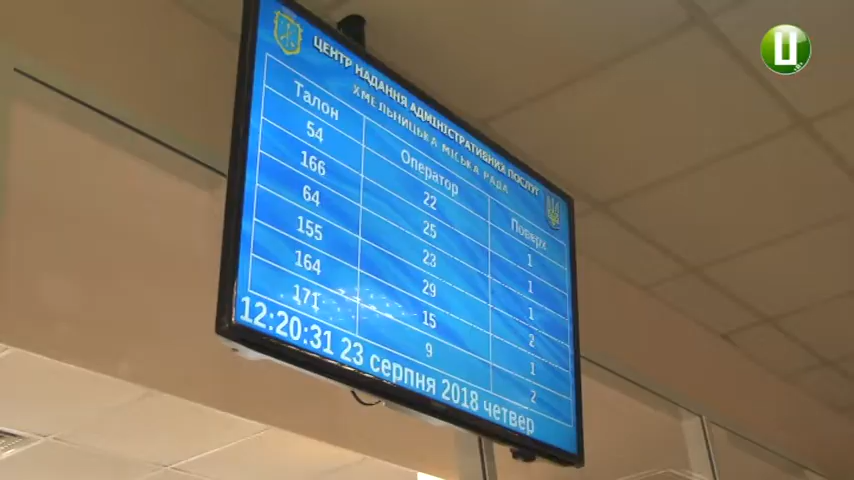 ЦЕНТР НАДАННЯ АДМІНІСТРАТИВНИХ ПОСЛУГ
ХМЕЛЬНИЦЬКА МІСЬКА РАДА
Талон Оператор Поверх
54 22 1
166 25 1
64 23 1
155 29 2
164 15 1
171 9 2
12:20:31 23 серпня 2018 четвер
Ц